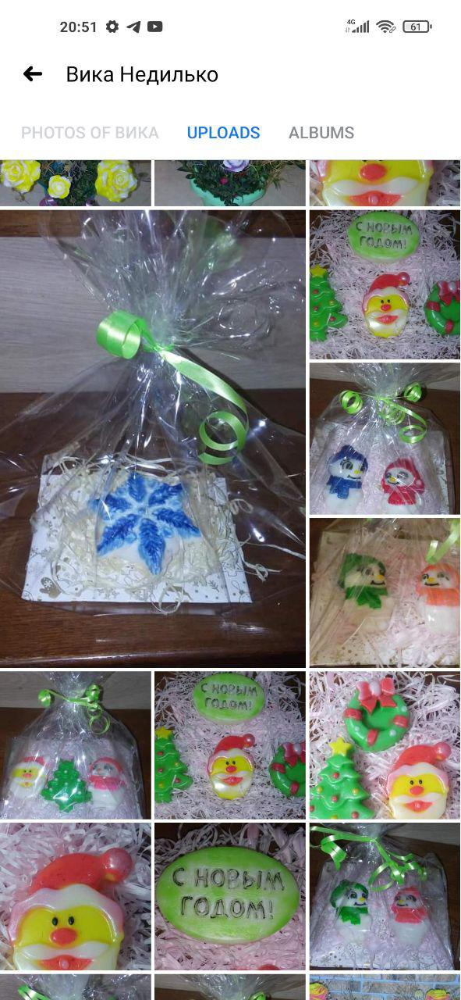 20:51
4G
61
Вика Недилько
PHOTOS OF ВИКА
UPLOADS
ALBUMS
С НОВЫМ
ГОДОМ!
С НОВЫМ
ГОДОМ!
С НОВЫМ
ГОДОМ!